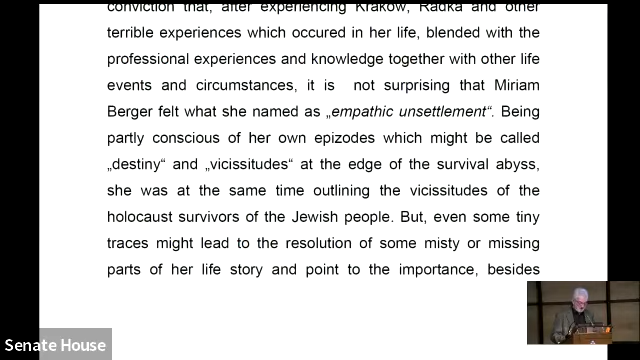 conviction that, after experiencing Krakow, Radka and other
terrible experiences which occured in her life, blended with the
professional experiences and knowledge together with other life
events and circumstances, it is not surprising that Miriam
Berger felt what she named as „empathic unsettlement“. Being
partly conscious of her own epizodes which might be called
„destiny“ and „vicissitudes“ at the edge of the survival abyss,
she was at the same time outlining the vicissitudes of the
holocaust survivors of the Jewish people. But, even some tiny
traces might lead to the resolution of some misty or missing
parts of her life story and point to the importance, besides
Senate House